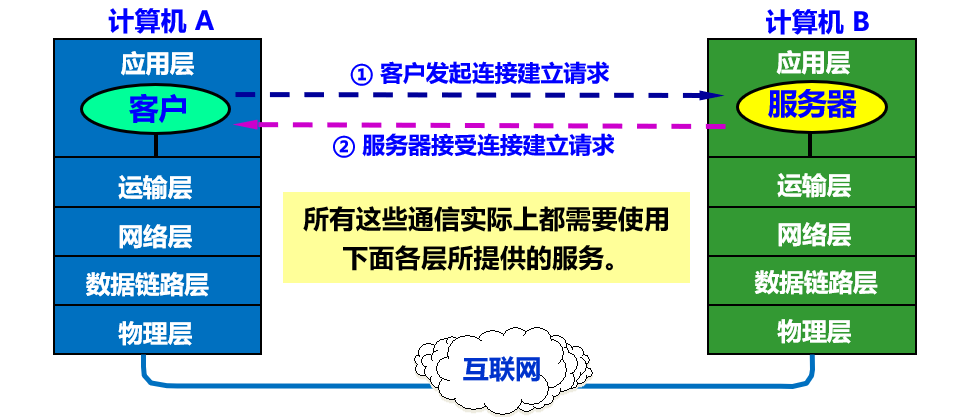 计算机 A
计算机 B
应用层
应用层
① 客户发起连接建立请求
客户
服务器
② 服务器接受连接建立请求
运输层
运输层
所有这些通信实际上都需要使用
下面各层所提供的服务。
网络层
网络层
数据链路层
数据链路层
物理层
物理层
互联网